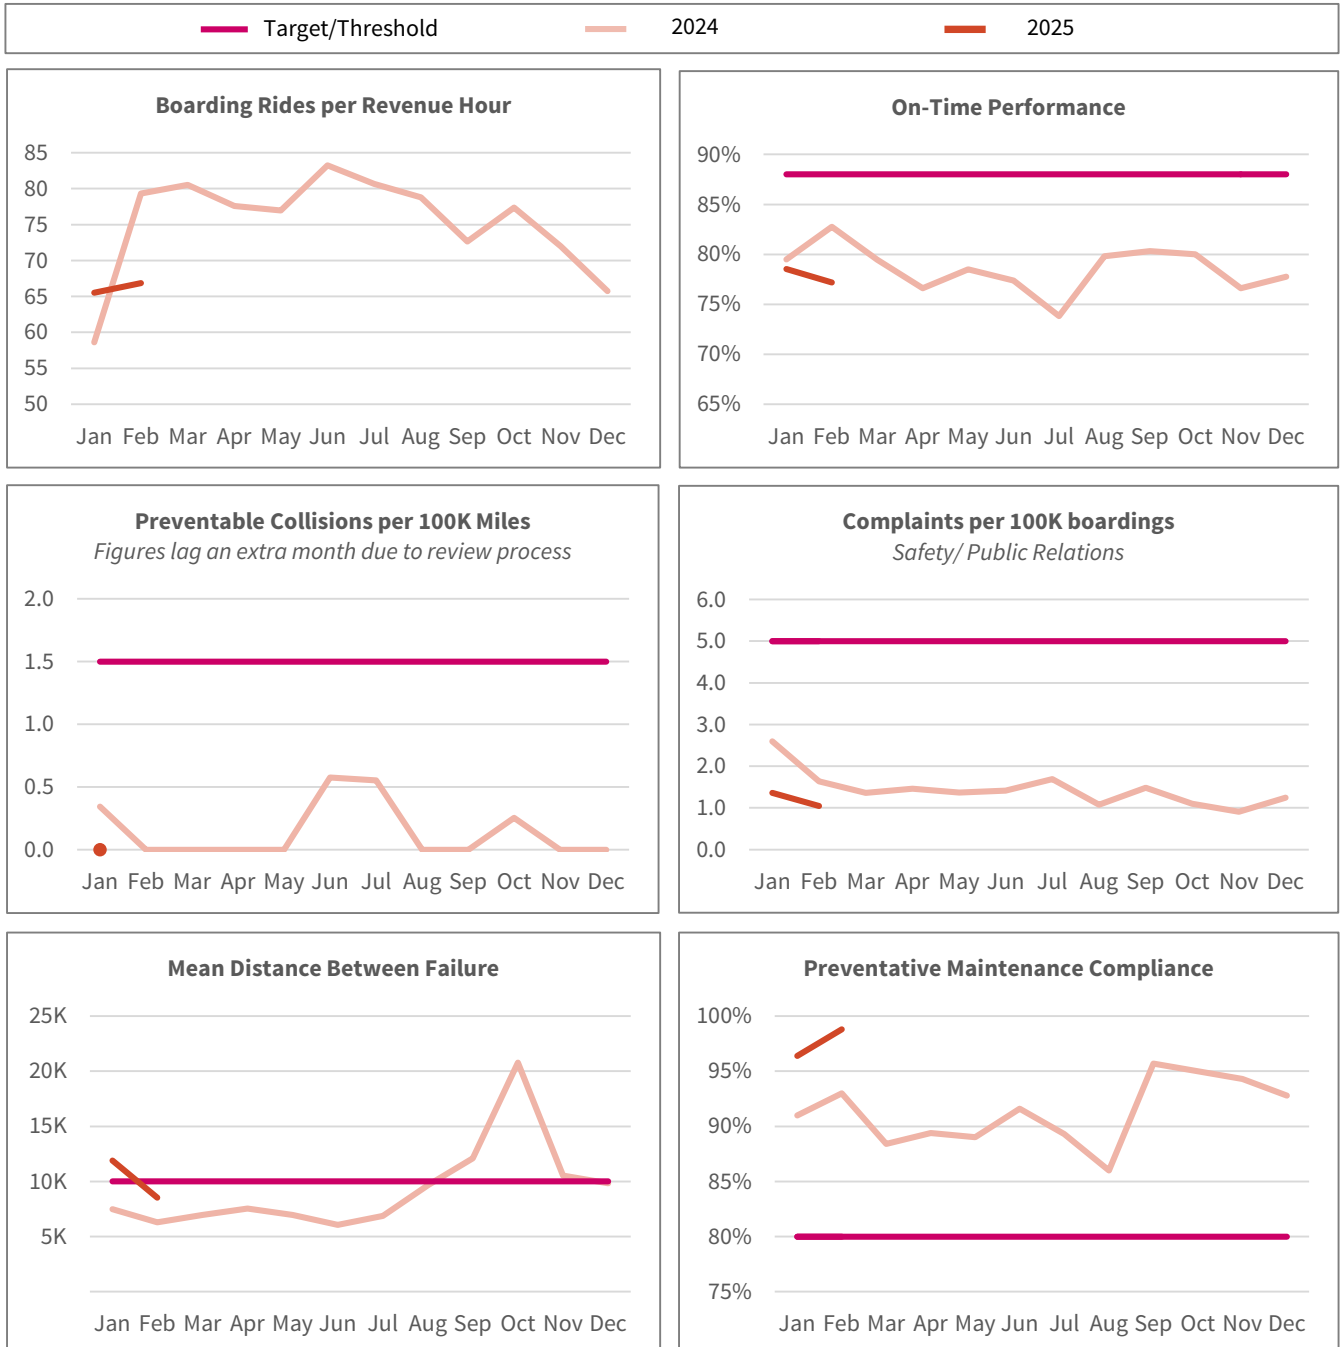 Target/Threshold 2024 2025
Boarding Rides per Revenue Hour
85
80
75
70
65
60
55
50
Jan Feb Mar Apr May Jun Jul Aug Sep Oct Nov Dec
On-Time Performance
90%
85%
80%
75%
70%
65%
Jan Feb Mar Apr May Jun Jul Aug Sep Oct Nov Dec
Preventable Collisions per 100K Miles
Figures lag an extra month due to review process
2.0
1.5
1.0
0.5
0.0
Jan Feb Mar Apr May Jun Jul Aug Sep Oct Nov Dec
Complaints per 100K boardings
Safety/ Public Relations
6.0
5.0
4.0
3.0
2.0
1.0
0.0
Jan Feb Mar Apr May Jun Jul Aug Sep Oct Nov Dec
Mean Distance Between Failure
25K
20K
15K
10K
5K
Jan Feb Mar Apr May Jun Jul Aug Sep Oct Nov Dec
Preventative Maintenance Compliance
100%
95%
90%
85%
80%
75%
Jan Feb Mar Apr May Jun Jul Aug Sep Oct Nov Dec